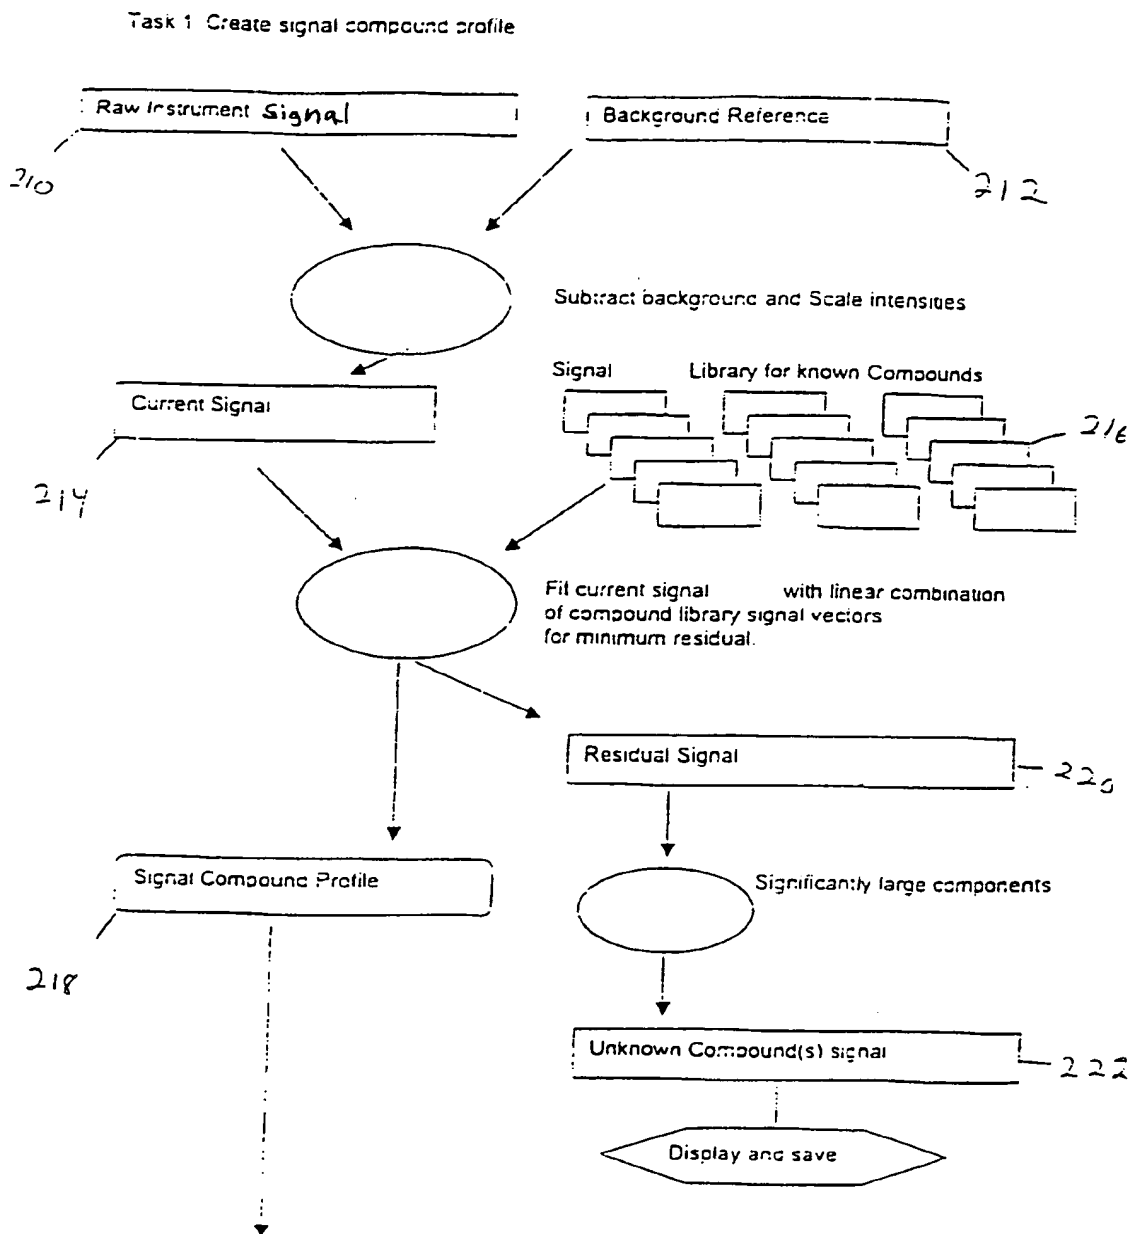 Task 1 Create signal compound profile
Raw Instrument Signal
Background Reference
210
212
Subtract background and Scale intensities
Signal Library for known Compounds
Current Signal
216
214
Fit current signal with linear combination
of compound library signal vectors
for minimum residual.
Residual Signal
220
Signal Compound Profile
Significantly large components
218
Unknown Compound(s) signal
222
Display and save